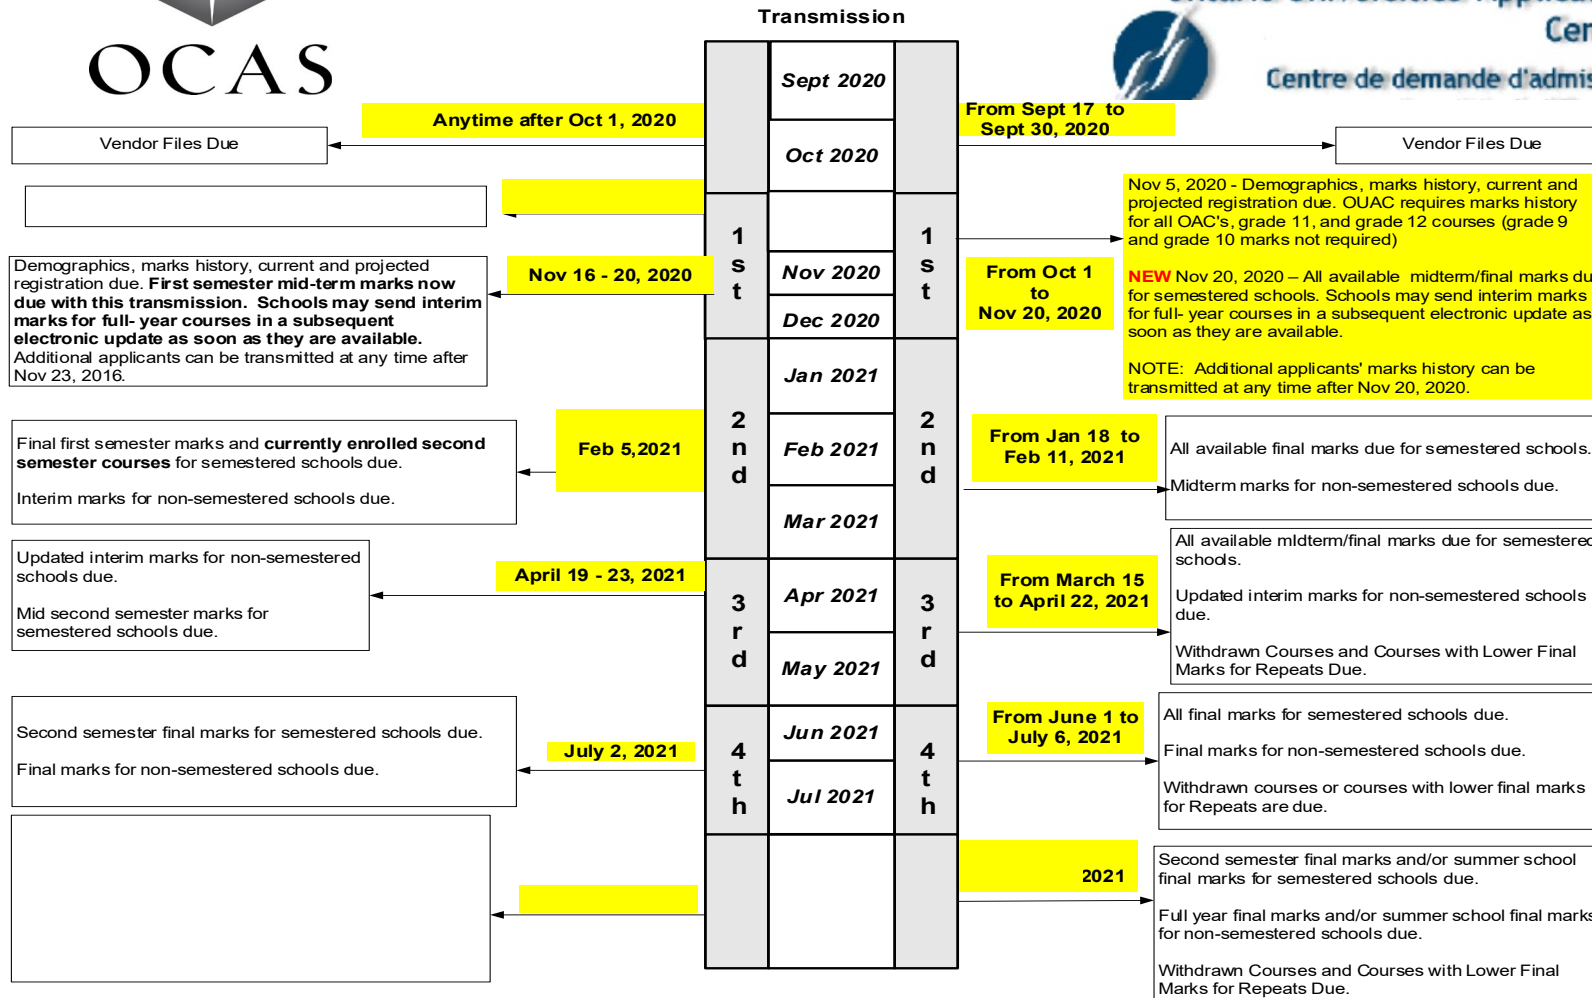 Transmission
OCAS
Cen
Centre de demande d'admis
Sept 2020
Anytime after Oct 1, 2020
From Sept 17 to
Sept 30, 2020
Vendor Files Due
Oct 2020
Vendor Files Due
Nov 5, 2020 - Demographics, marks history, current and
projected registration due. OUAC requires marks history
for all OAC's, grade 11, and grade 12 courses (grade 9
and grade 10 marks not required)
1st
1st
Demographics, marks history, current and projected
registration due. First semester mid-term marks now
due with this transmission. Schools may send interim
marks for full- year courses in a subsequent
electronic update as soon as they are available.
Additional applicants can be transmitted at any time after
Nov 23, 2016.
Nov 16 - 20, 2020
Nov 2020
From Oct 1
to
Nov 20, 2020
NEW Nov 20, 2020 – All available midterm/final marks du
for semestered schools. Schools may send interim marks
for full- year courses in a subsequent electronic update as
soon as they are available.
Dec 2020
NOTE: Additional applicants' marks history can be
transmitted at any time after Nov 20, 2020.
Jan 2021
2nd
2nd
Final first semester marks and currently enrolled second
semester courses for semestered schools due.
Interim marks for non-semestered schools due.
Feb 5,2021
Feb 2021
From Jan 18 to
Feb 11, 2021
All available final marks due for semestered schools.
Midterm marks for non-semestered schools due.
Mar 2021
Updated interim marks for non-semestered
schools due.
Mid second semester marks for
semestered schools due.
April 19 - 23, 2021
3rd
Apr 2021
3rd
From March 15
to April 22, 2021
All available mIdterm/final marks due for semestered
schools.
Updated interim marks for non-semestered schools
due.
Withdrawn Courses and Courses with Lower Final
Marks for Repeats Due.
May 2021
Second semester final marks for semestered schools due.
Final marks for non-semestered schools due.
July 2, 2021
4th
Jun 2021
4th
From June 1 to
July 6, 2021
All final marks for semestered schools due.
Final marks for non-semestered schools due.
Withdrawn courses or courses with lower final marks
for Repeats are due.
Jul 2021
2021
Second semester final marks and/or summer school
final marks for semestered schools due.
Full year final marks and/or summer school final marks
for non-semestered schools due.
Withdrawn Courses and Courses with Lower Final
Marks for Repeats Due.